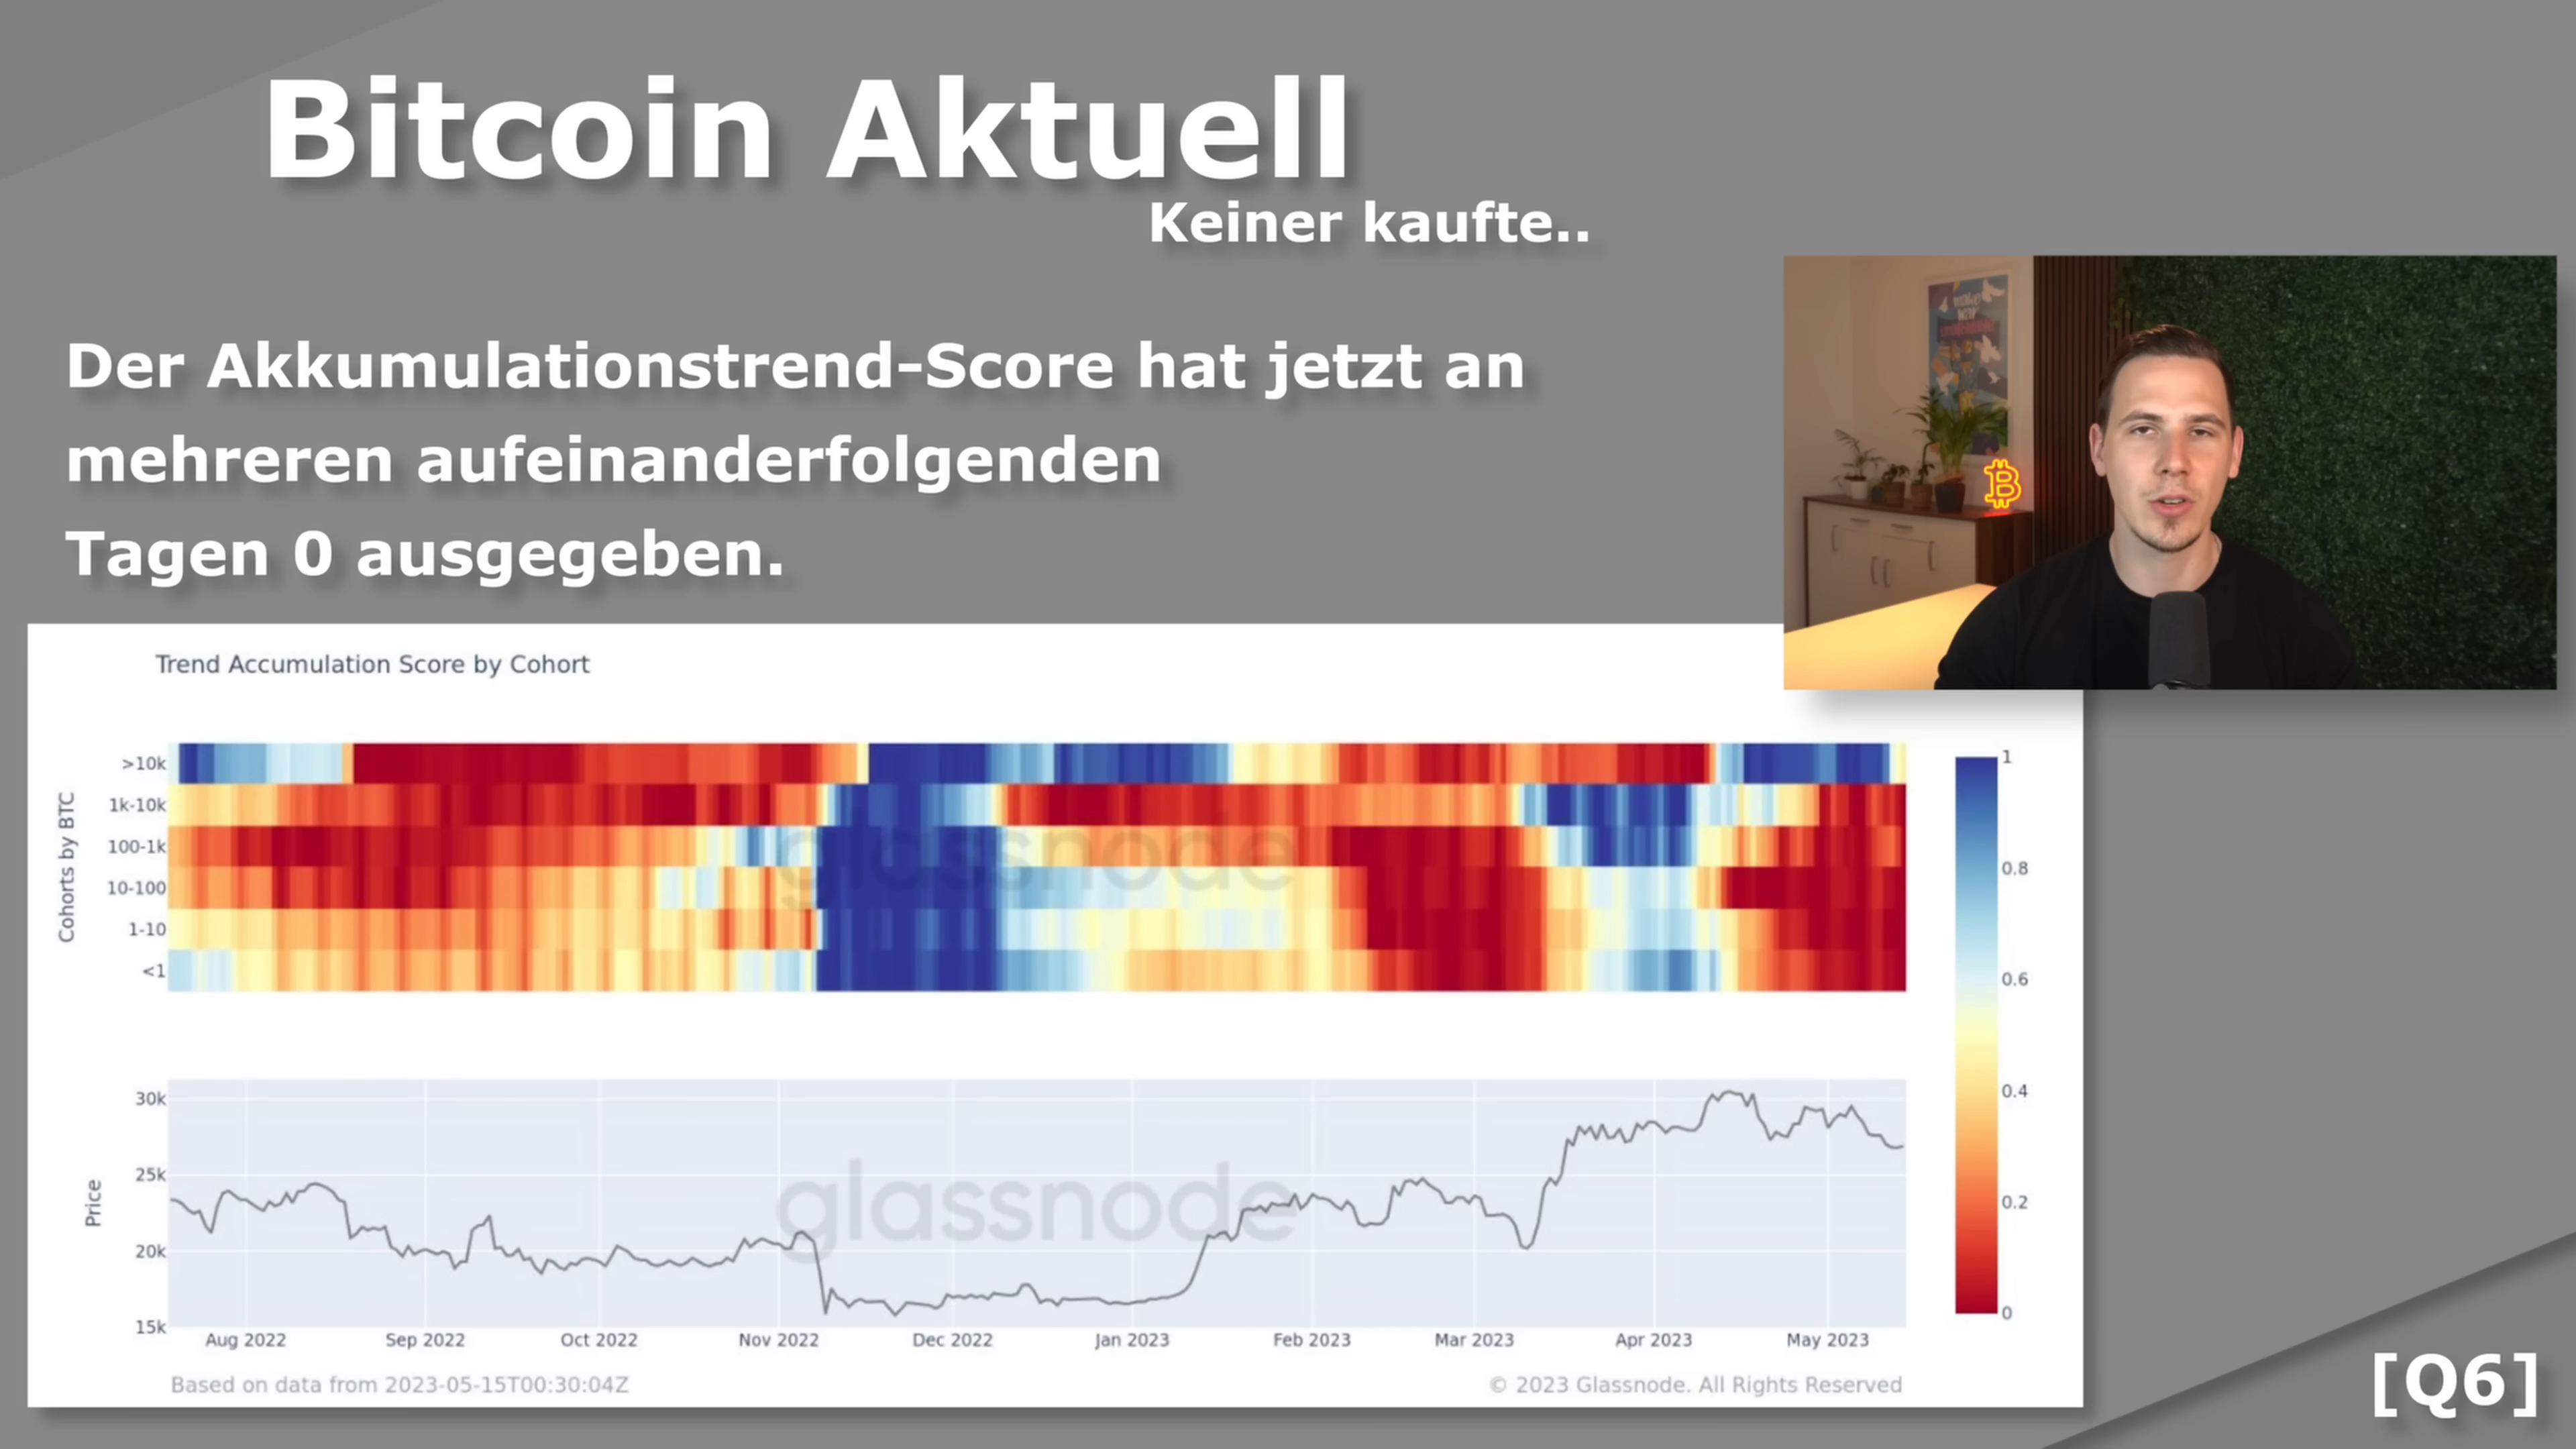 Bitcoin Aktuell
Keiner kaufte..
Der Akkumulationstrend-Score hat jetzt an
mehreren aufeinanderfolgenden
Tagen 0 ausgegeben.
Trend Accumulation Score by Cohort
Cohorts by BTC
>10k
1k-10k
100-1k
10-100
1-10
<1
glassnode
1
0.8
0.6
0.4
0.2
0
Price
30k
25k
20k
15k
glassnode
Aug 2022 Sep 2022 Oct 2022 Nov 2022 Dec 2022 Jan 2023 Feb 2023 Mar 2023 Apr 2023 May 2023
Based on data from 2023-05-15T00:30:04Z
© 2023 Glassnode. All Rights Reserved
[Q6]